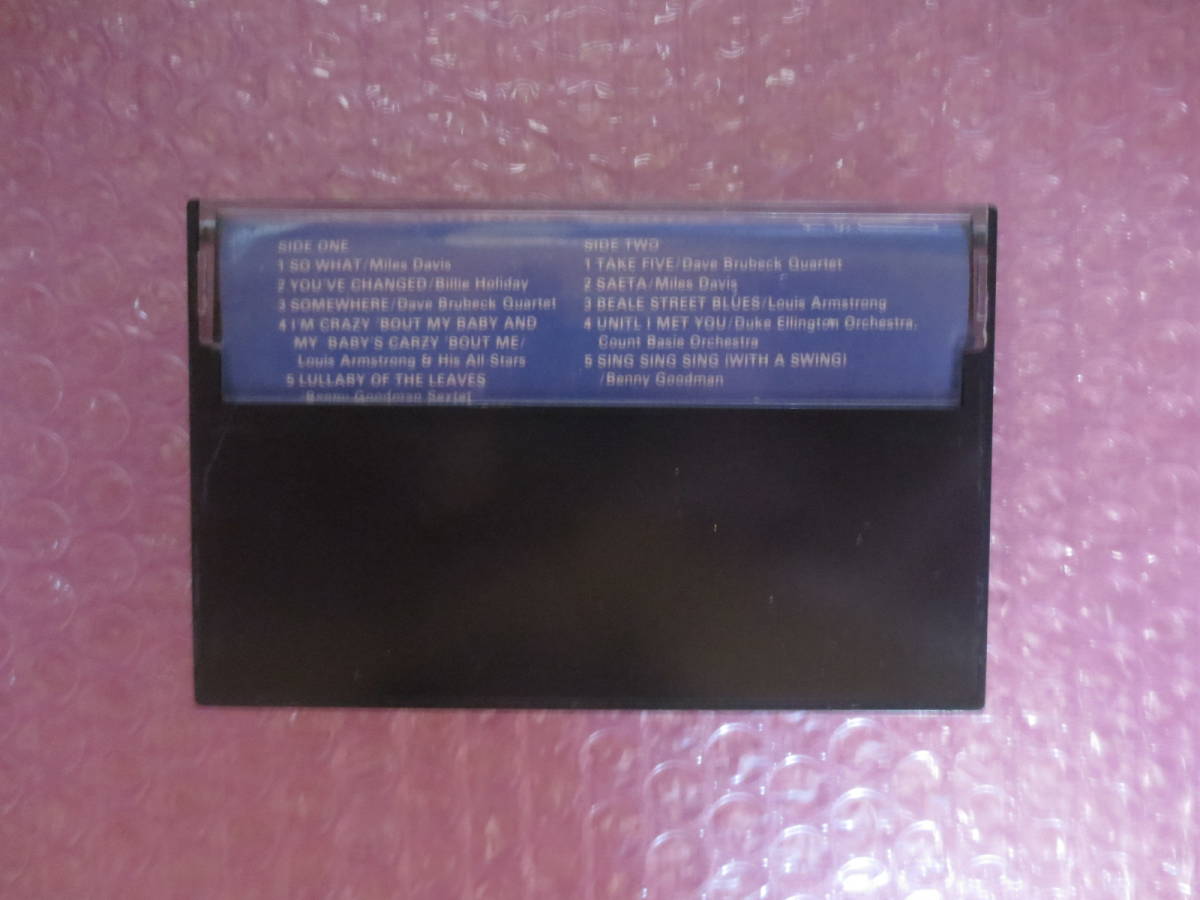 SIDE ONE
1 SO WHAT/Miles Davis
2 YOU'VE CHANGED/Billie Holiday
3 SOMEWHERE/Dave Brubeck Quartet
4 I'M CRAZY 'BOUT MY BABY AND
MY BABY'S CARZY 'BOUT ME/
Louis Armstrong & His All Stars
5 LULLABY OF THE LEAVES
Benny Goodman Sextet
SIDE TWO
1 TAKE FIVE/Dave Brubeck Quartet
2 SAETA/Miles Davis
3 BEALE STREET BLUES/Louis Armstrong
4 UNITL I MET YOU/Duke Ellington Orchestra,
Count Basie Orchestra
5 SING SING SING (WITH A SWING)
/Benny Goodman